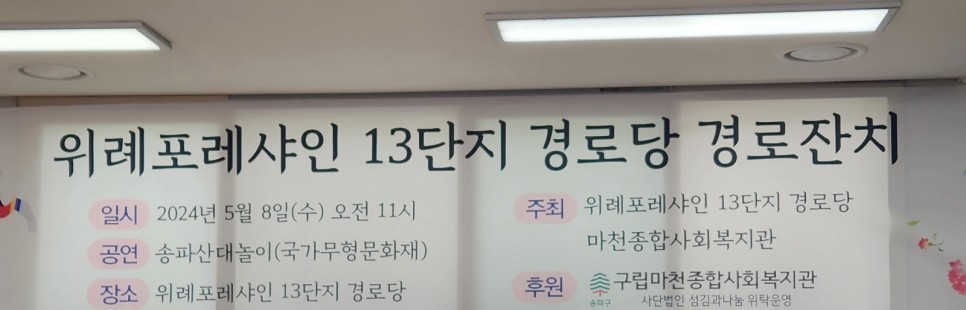 위례포레샤인 13단지 경로당 경로잔치
일시 2024년 5월 8일(수) 오전 11시
공연 송파산대놀이(국가무형문화재)
장소 위례포레샤인 13단지 경로당
주최 위례포레샤인 13단지 경로당
마천종합사회복지관
후원 송파구 구립마천종합사회복지관
사단법인 섬김과나눔 위탁운영